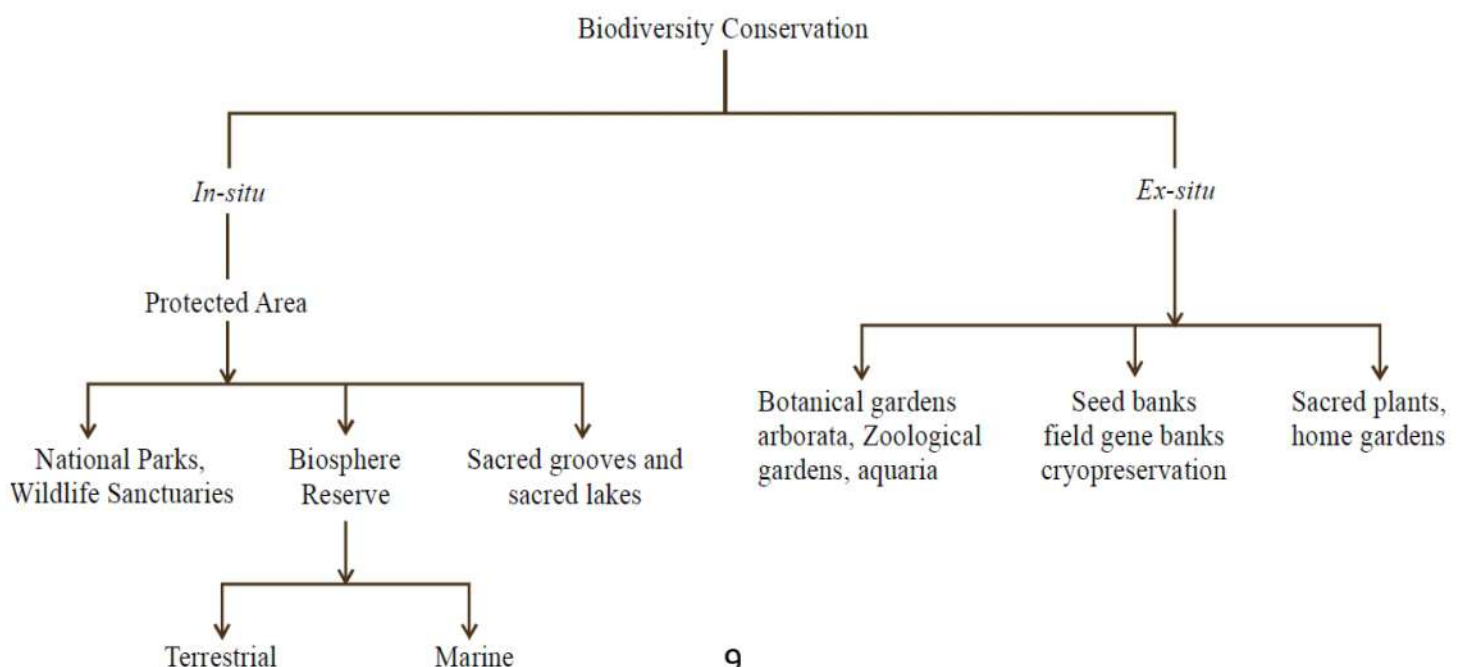 Biodiversity Conservation
In-situ
Ex-situ
Protected Area
National Parks,
Wildlife Sanctuaries
Biosphere
Reserve
Sacred grooves and
sacred lakes
Botanical gardens
arborata, Zoological
gardens, aquaria
Seed banks
field gene banks
cryopreservation
Sacred plants,
home gardens
Terrestrial
Marine
9